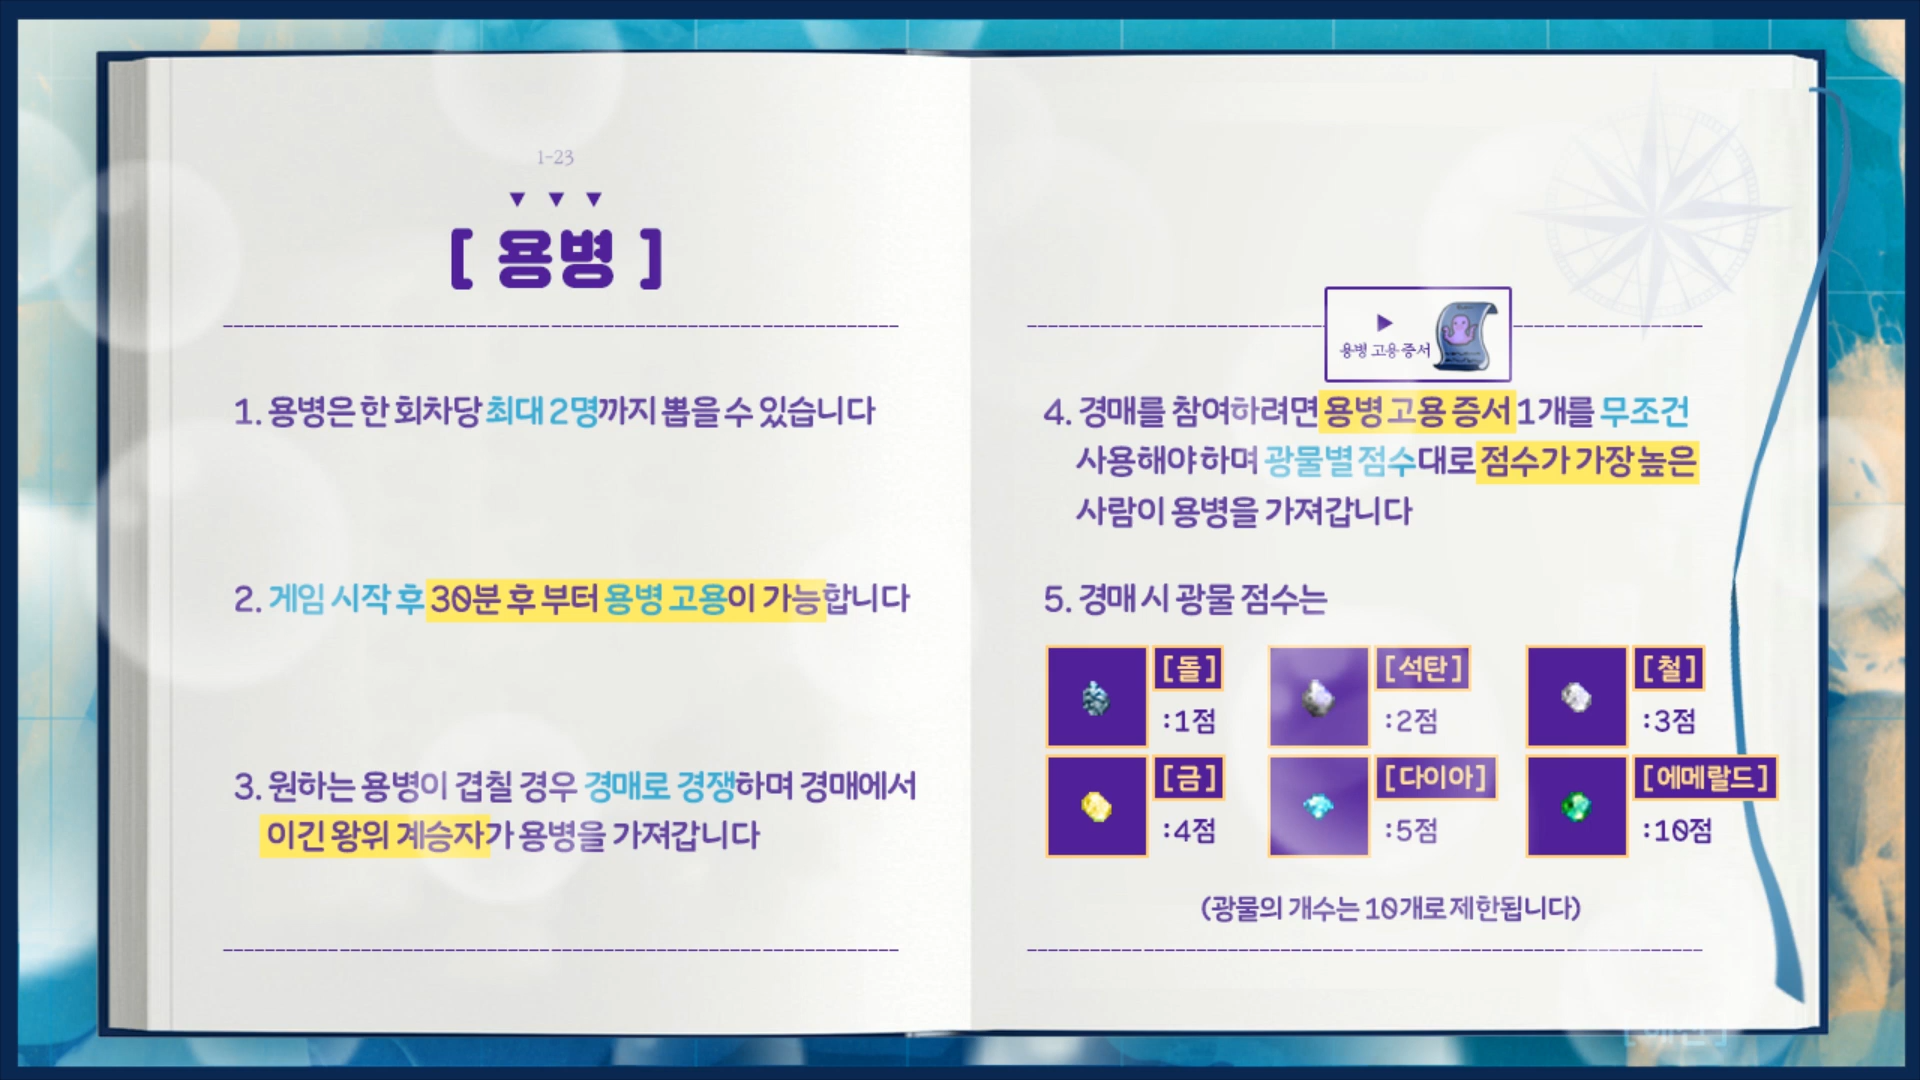 1-23
▼ ▼ ▼
[ 용병 ]
1. 용병은 한 회차당 최대 2명까지 뽑을 수 있습니다
2. 게임 시작 후 30분 후 부터 용병 고용이 가능합니다
3. 원하는 용병이 겹칠 경우 경매로 경쟁하며 경매에서
이긴 왕위 계승자가 용병을 가져갑니다
▶
용병 고용 증서
4. 경매를 참여하려면 용병 고용 증서 1개를 무조건
사용해야 하며 광물별 점수대로 점수가 가장 높은
사람이 용병을 가져갑니다
5. 경매 시 광물 점수는
[돌] [석탄] [철]
:1점 :2점 :3점
[금] [다이아] [에메랄드]
:4점 :5점 :10점
(광물의 개수는 10개로 제한됩니다)